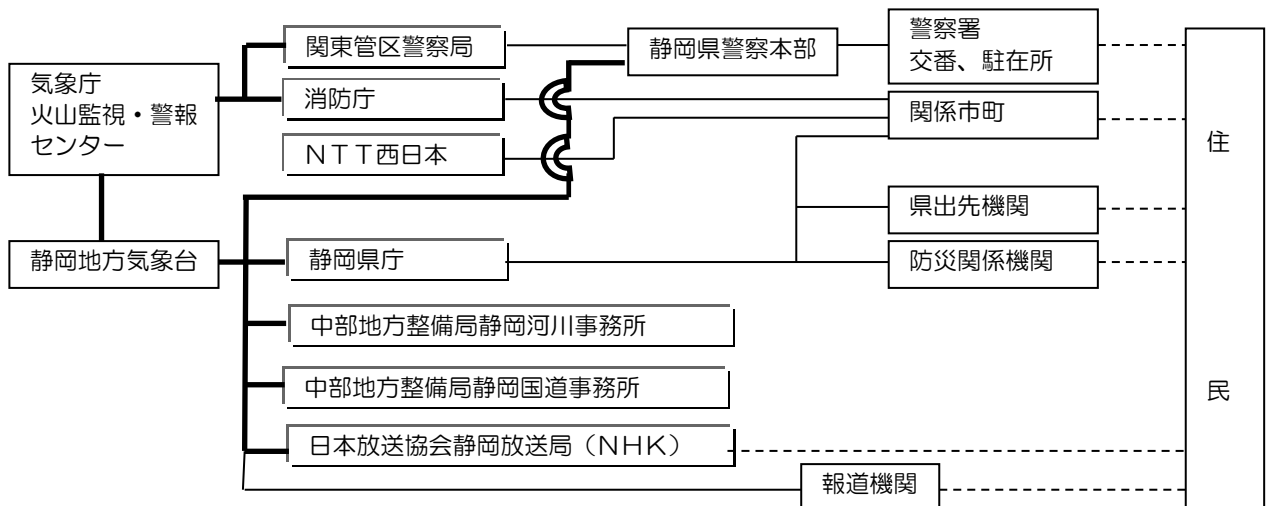 関東管区警察局
静岡県警察本部
警察署
交番、駐在所
気象庁
火山監視・警報
センター
消防庁
関係市町
NTT西日本
住
民
県出先機関
静岡地方気象台
静岡県庁
防災関係機関
中部地方整備局静岡河川事務所
中部地方整備局静岡国道事務所
日本放送協会静岡放送局(NHK)
報道機関